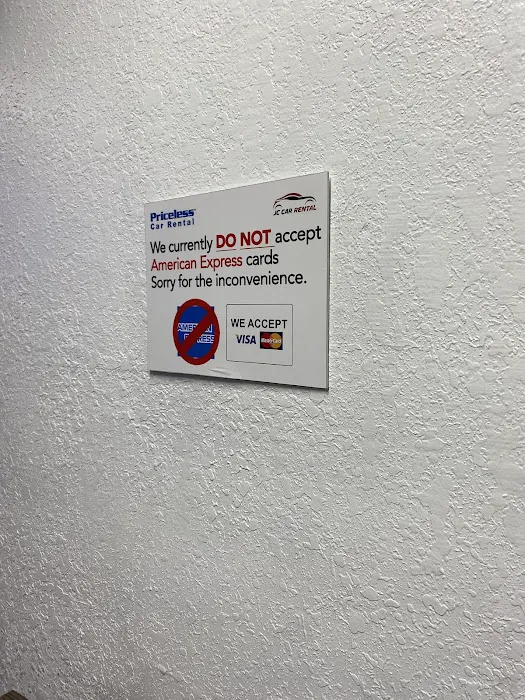 Priceless
Car Rental
JC CAR RENTAL
We currently DO NOT accept
American Express cards
Sorry for the inconvenience.
AMERICAN
EXPRESS
WE ACCEPT
VISA MasterCard